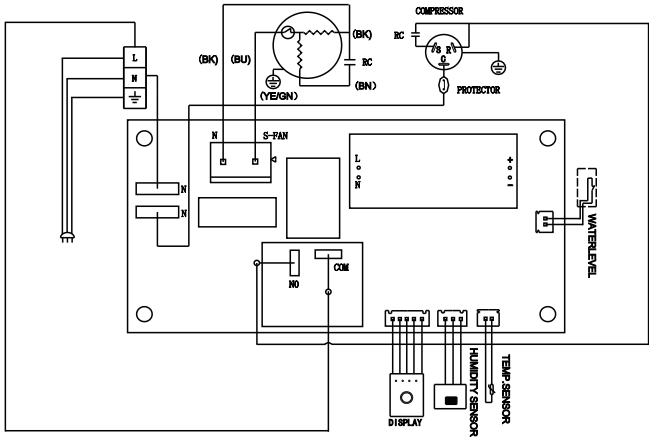 COMPRESSOR
(BK)
(BU)
(BK)
RC
(BN)
(YE/GN)
RC
S R
C
PROTECTOR
L
N
N
S-FAN
L
N
+
-
N
N
WATERLEVEL
NO
COM
DISPLAY
HUMIDITY SENSOR
TEMP.SENSOR